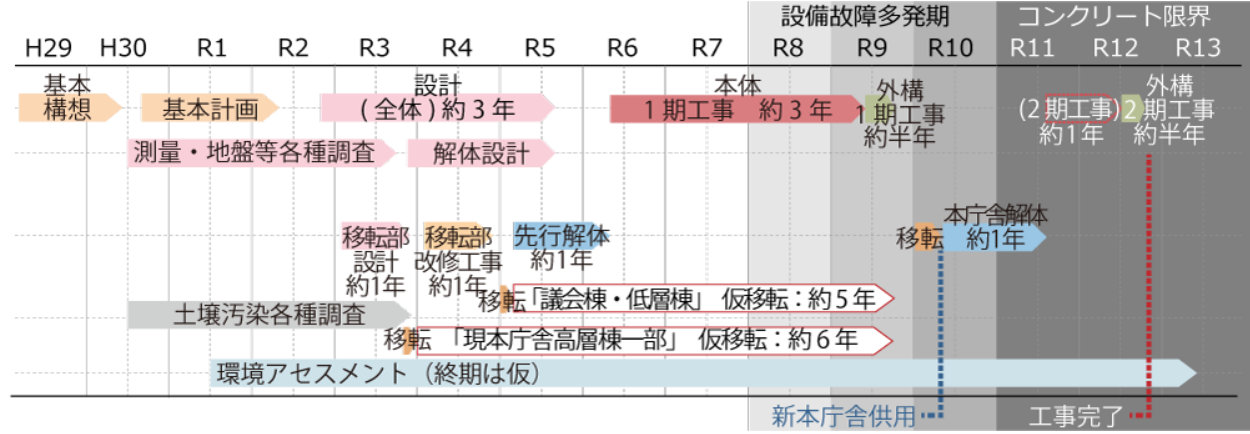 設備故障多発期 コンクリート限界
H29 H30 R1 R2 R3 R4 R5 R6 R7 R8 R9 R10 R11 R12 R13
基本
構想
基本計画
設計
(全体)約3年
本体
1期工事 約3年
外構
1期工事
約半年
(2期工事)
約1年
外構
2期工事
約半年
測量・地盤等各種調査
解体設計
移転部
設計
約1年
移転部
改修工事
約1年
先行解体
約1年
移転
本庁舎解体
約1年
移転「議会棟・低層棟」 仮移転:約5年
土壌汚染各種調査
移転 「現本庁舎高層棟一部」 仮移転:約6年
環境アセスメント(終期は仮)
新本庁舎供用
工事完了